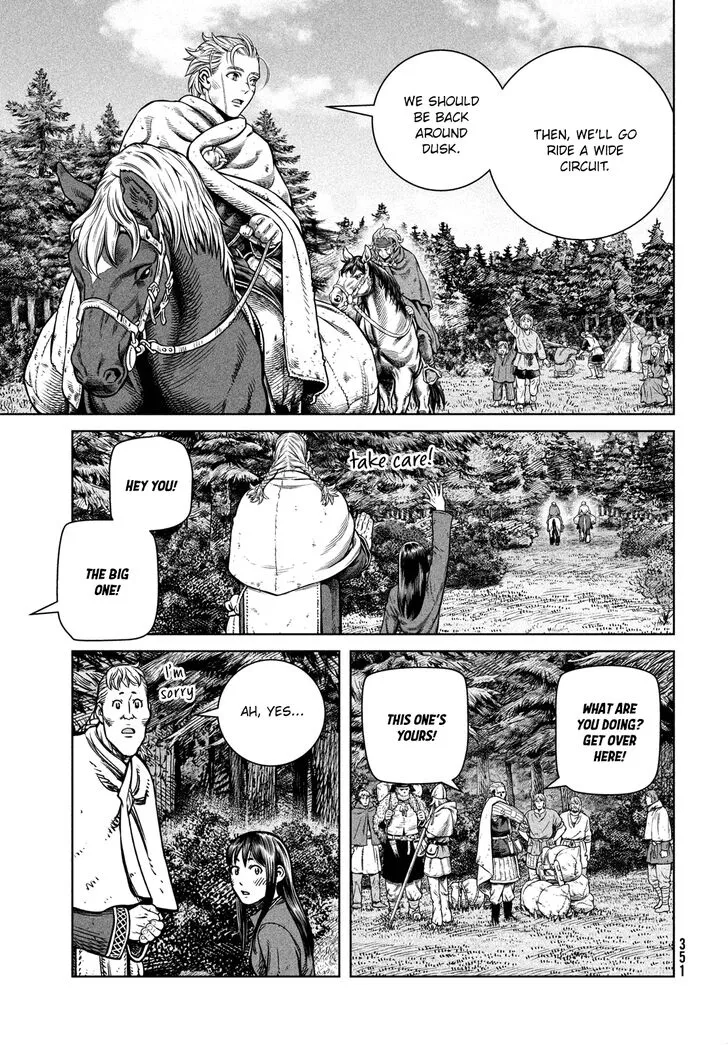 THEN, WE'LL GO
RIDE A WIDE
CIRCUIT.
WE SHOULD
BE BACK
AROUND
DUSK.
take care!
HEY YOU!
THE BIG
ONE!
WHAT ARE
YOU DOING?
GET OVER
HERE!
THIS ONE'S
YOURS!
AH, YES...
I'm
sorry
351